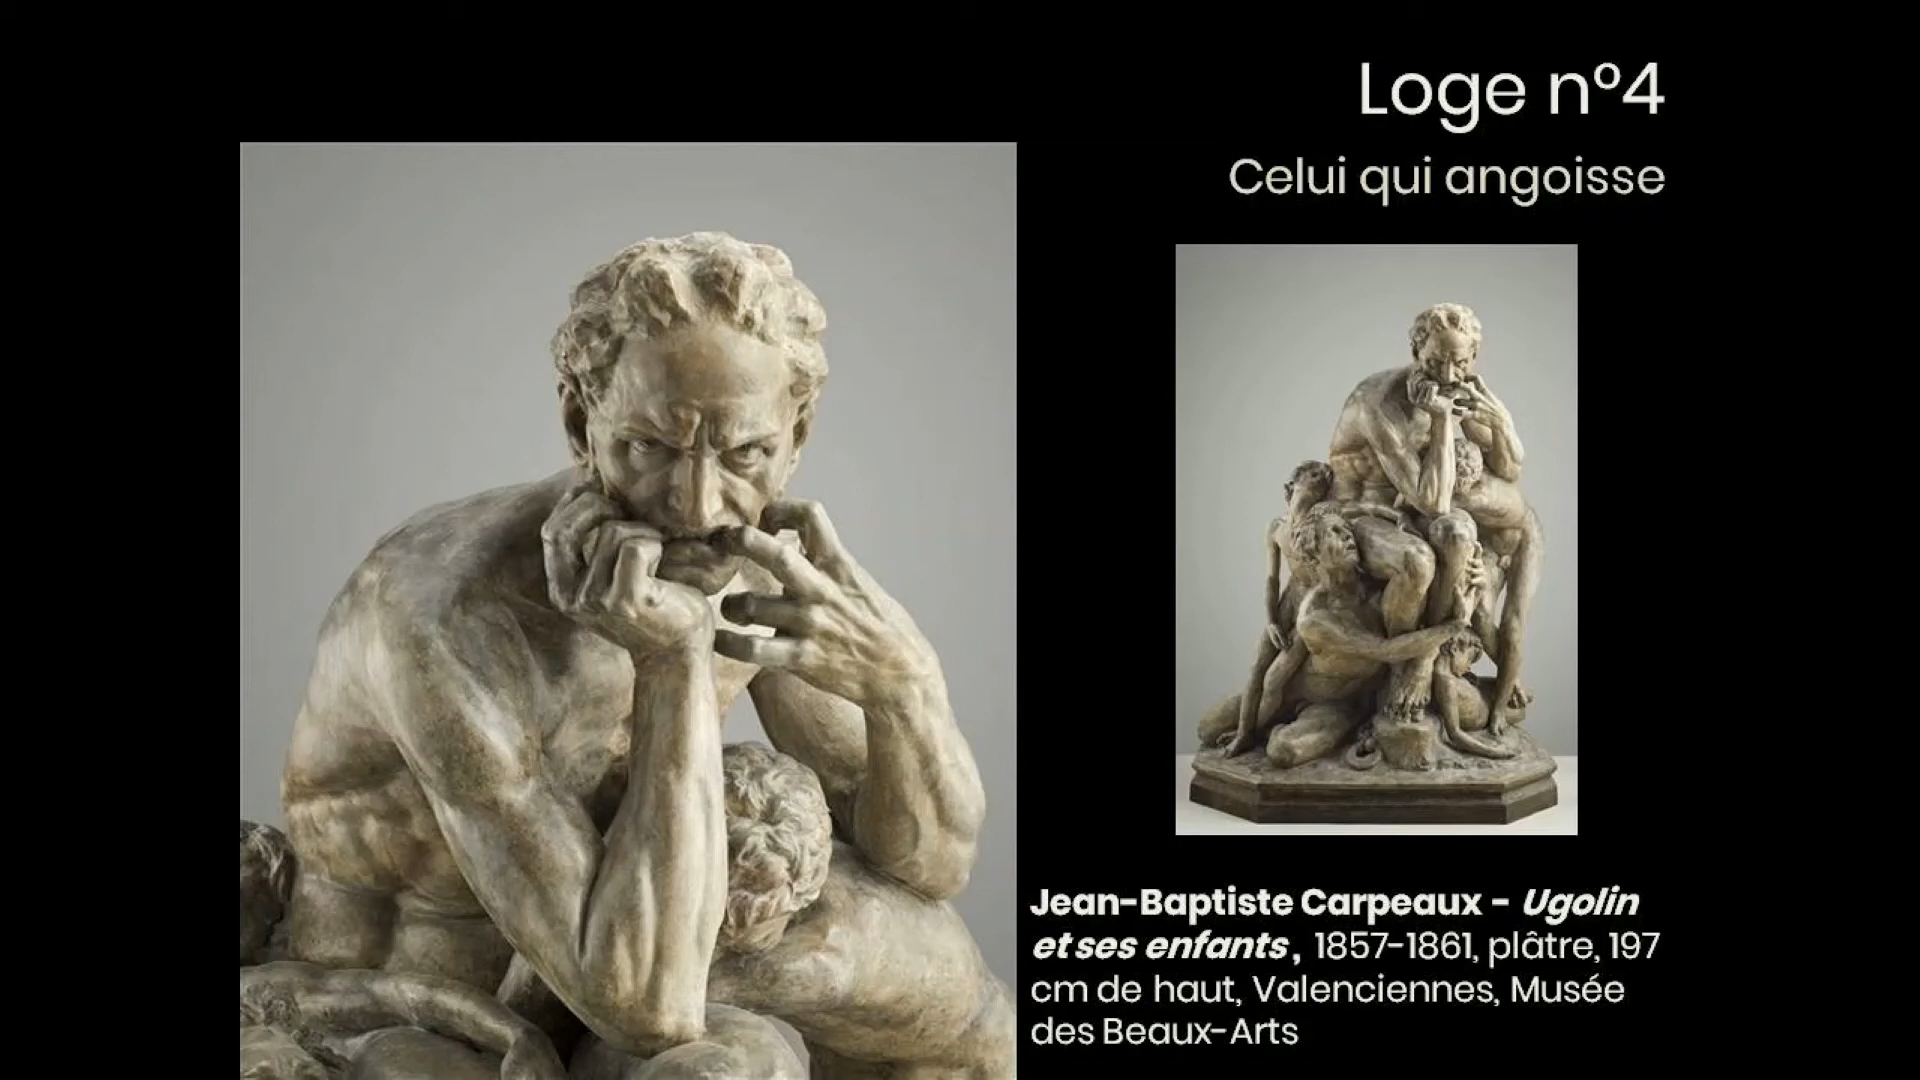 Loge n°4
Celui qui angoisse
Jean-Baptiste Carpeaux - Ugolin
et ses enfants, 1857-1861, plâtre, 197
cm de haut, Valenciennes, Musée
des Beaux-Arts